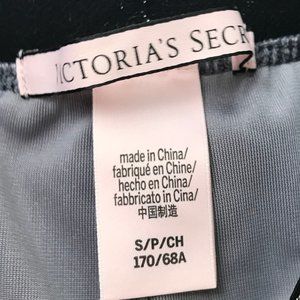 VICTORIA'S SECR
made in China/
fabriqué en Chine/
hecho en China/
fabbricato in Cina/
中国制造
S/P/CH
170/68A